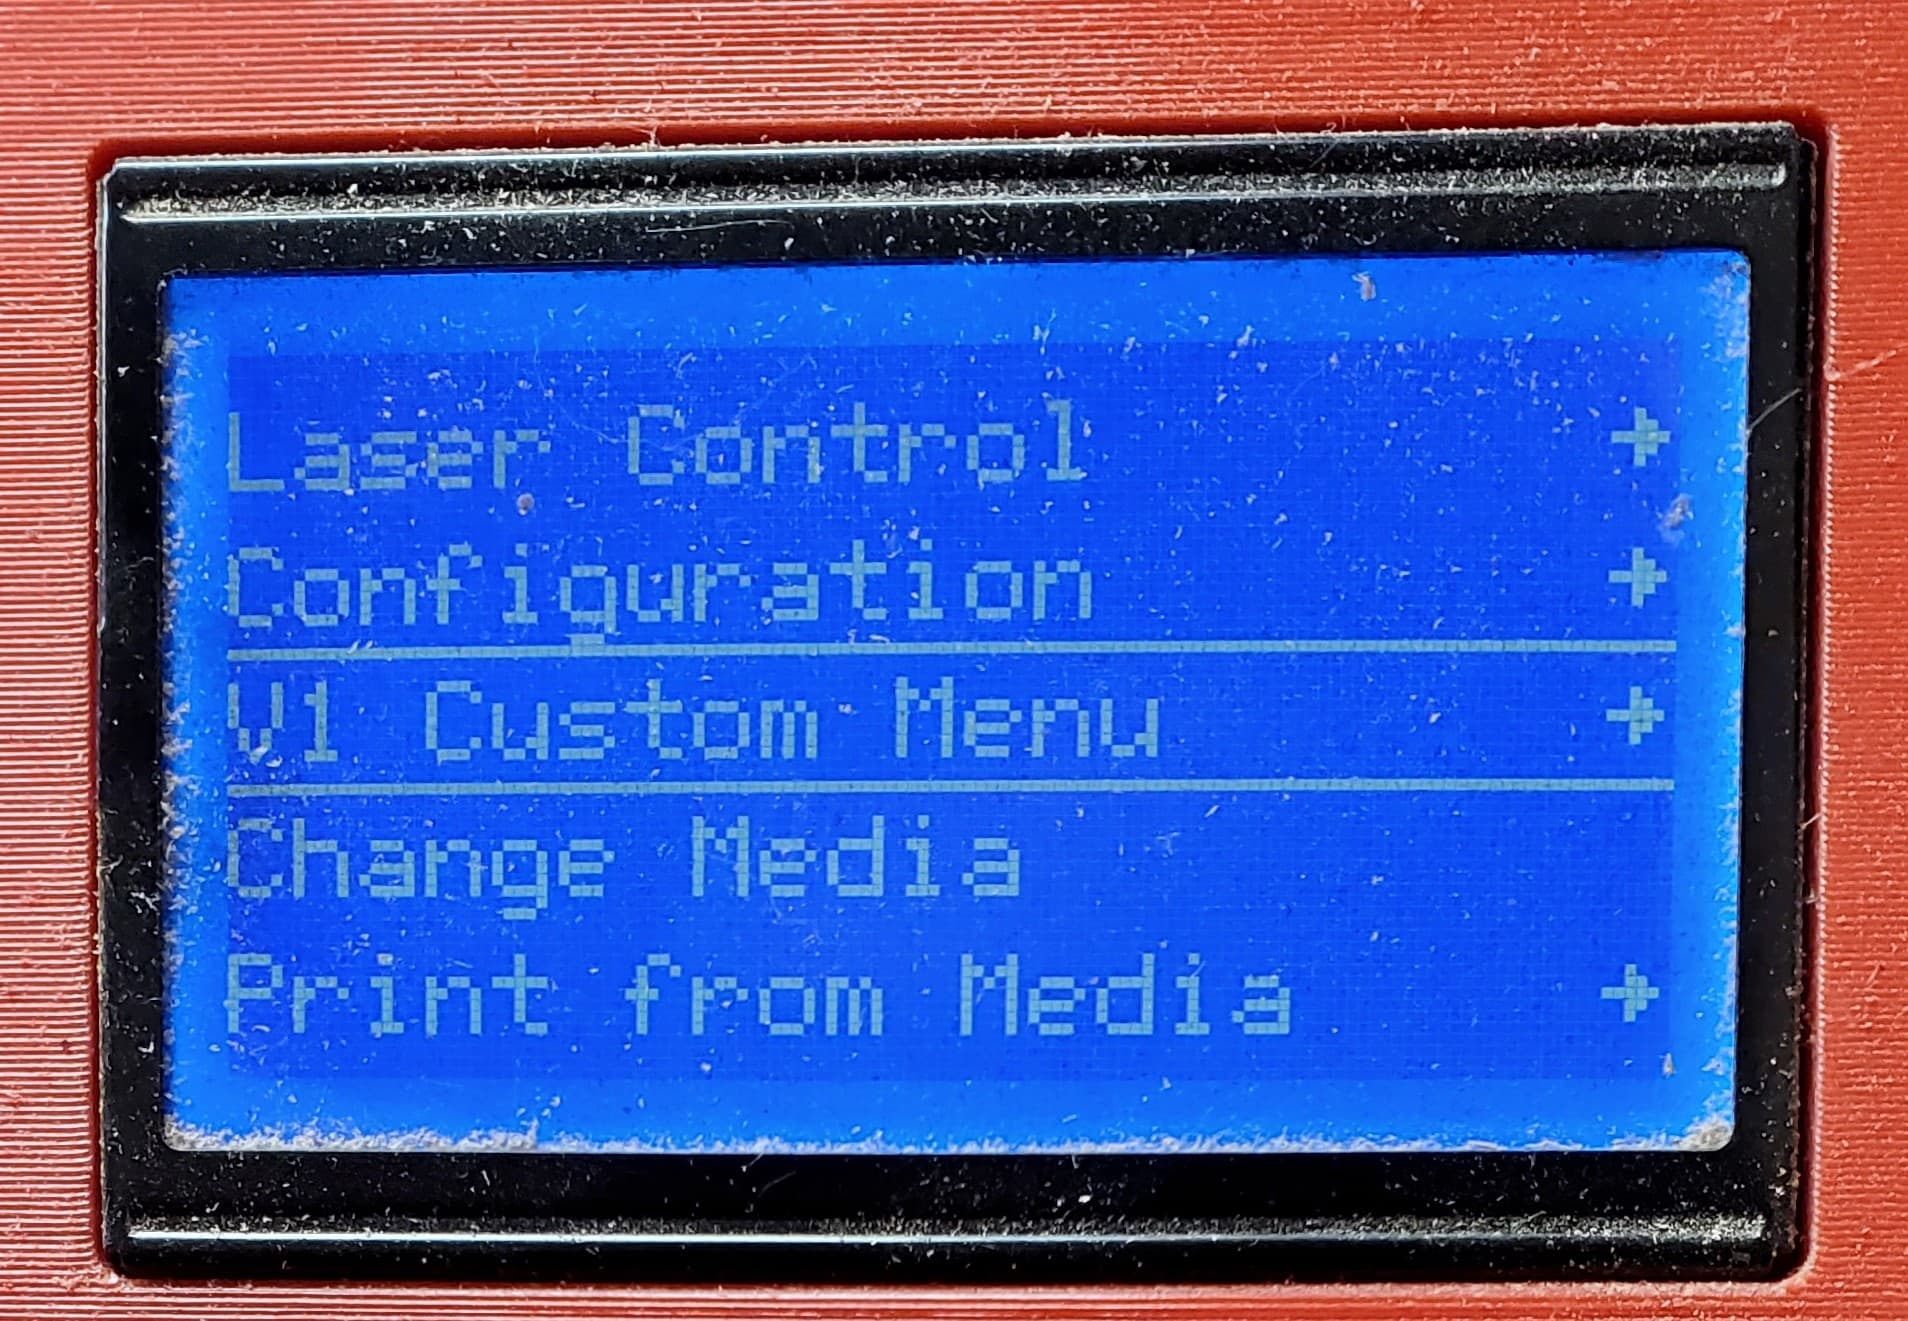 Laser Control →
Configuration →
V1 Custom Menu →
Change Media
Print from Media →